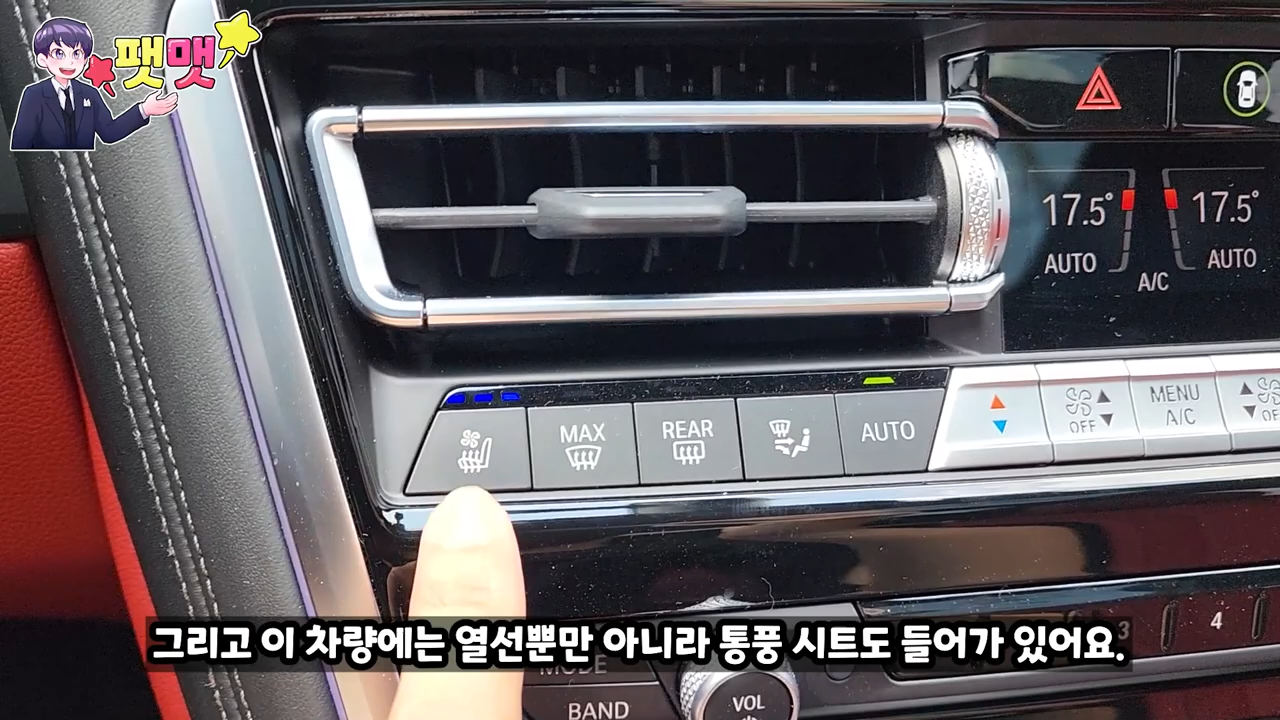 팻맷
17.5°
17.5°
AUTO
AUTO
A/C
MAX
REAR
AUTO
OFF
MENU
A/C
3
4
그리고 이 차량에는 열선뿐만 아니라 통풍 시트도 들어가 있어요.
MODE
BAND
VOL